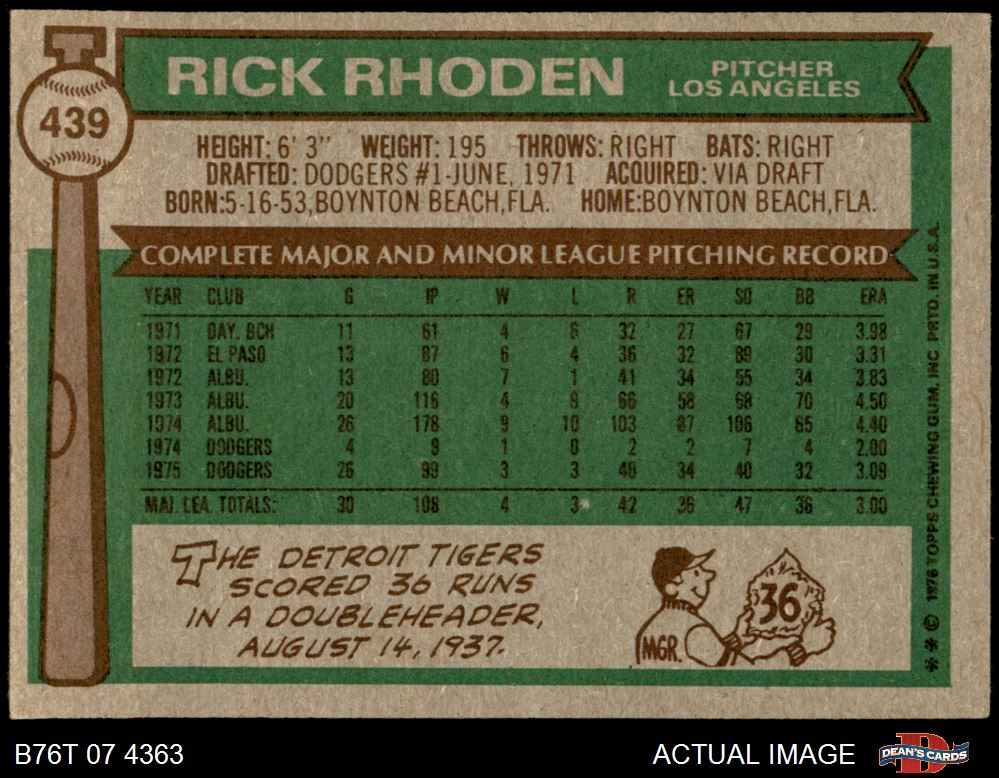 439
RICK RHODEN
PITCHER
LOS ANGELES
HEIGHT: 6' 3" WEIGHT: 195 THROWS: RIGHT BATS: RIGHT
DRAFTED: DODGERS #1-JUNE, 1971 ACQUIRED: VIA DRAFT
BORN:5-16-53,BOYNTON BEACH,FLA. HOME:BOYNTON BEACH,FLA.
COMPLETE MAJOR AND MINOR LEAGUE PITCHING RECORD
YEAR CLUB G IP W L R ER SO BB ERA
1971 DAY. BCH 11 61 4 6 32 27 67 29 3.98
1972 EL PASO 13 87 6 4 36 32 89 30 3.31
1972 ALBU. 13 80 7 1 41 34 55 34 3.83
1973 ALBU. 20 116 4 9 66 58 68 70 4.50
1974 ALBU. 26 178 9 10 103 87 106 65 4.40
1974 DODGERS 4 9 1 0 2 2 7 4 2.00
1975 DODGERS 26 99 3 3 40 34 40 32 3.09
MAJ. LEA. TOTALS: 30 108 4 3 42 36 47 36 3.00
THE DETROIT TIGERS
SCORED 36 RUNS
IN A DOUBLEHEADER,
AUGUST 14, 1937.
MGR.
36
* * © 1976 TOPPS CHEWING GUM, INC PRTD. IN U.S.A.
B76T 07 4363
ACTUAL IMAGE
D
DEAN'S CARDS